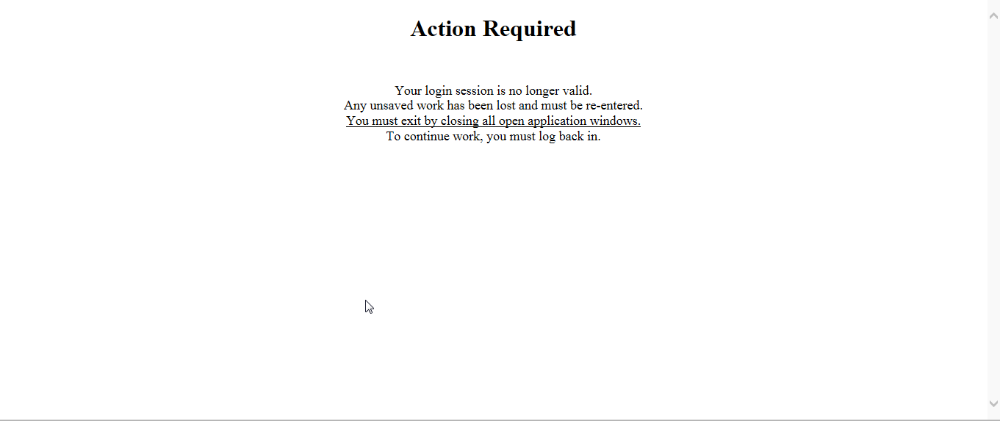 Action Required
Your login session is no longer valid.
Any unsaved work has been lost and must be re-entered.
You must exit by closing all open application windows.
To continue work, you must log back in.